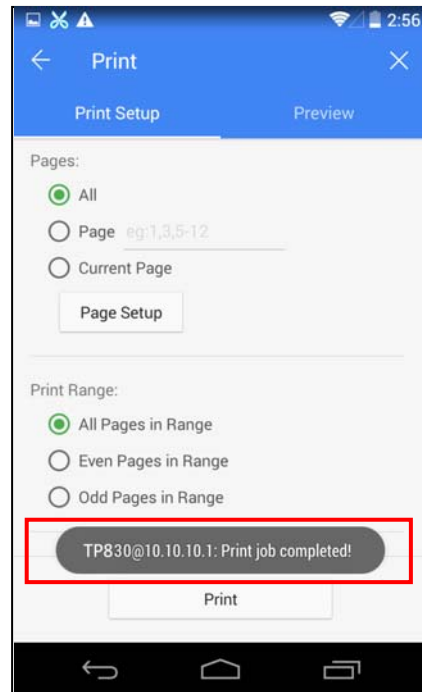 2:56
Print
Print Setup
Preview
Pages:
All
Page eg:1,3,5-12
Current Page
Page Setup
Print Range:
All Pages in Range
Even Pages in Range
Odd Pages in Range
TP830@10.10.10.1: Print job completed!
Print